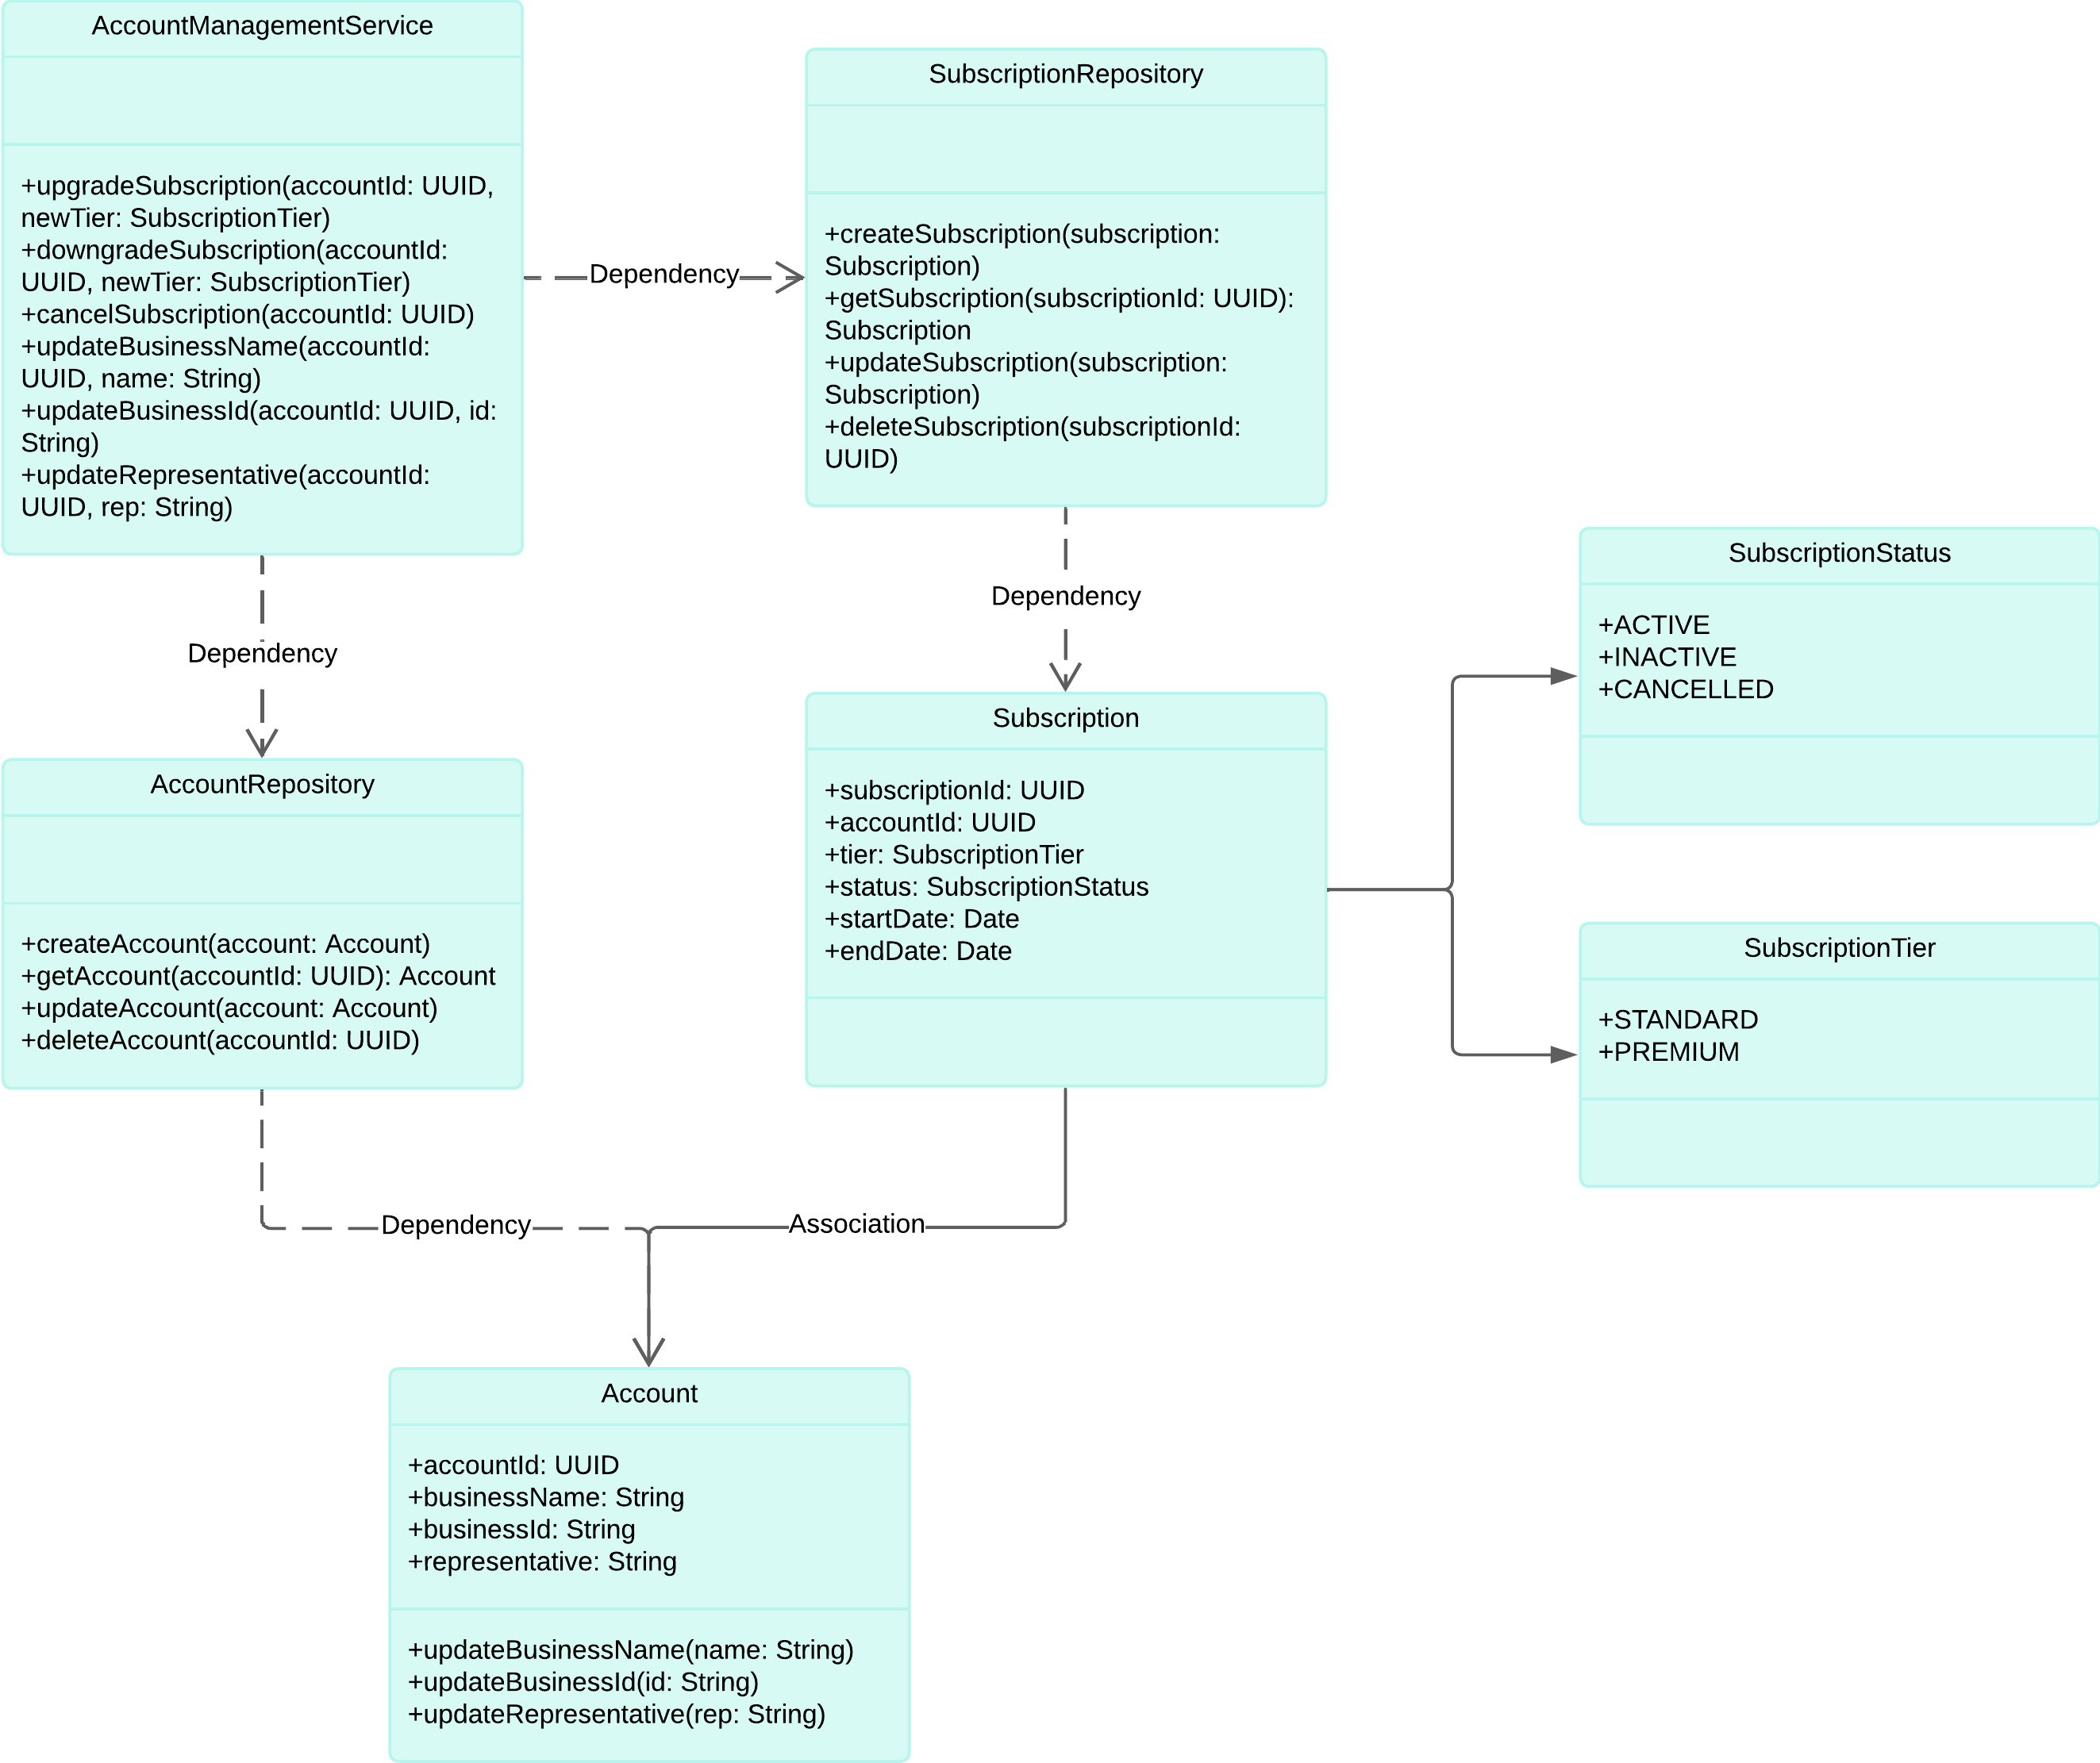 AccountManagementService
+upgradeSubscription(accountId: UUID,
newTier: SubscriptionTier)
+downgradeSubscription(accountId:
UUID, newTier: SubscriptionTier)
+cancelSubscription(accountId: UUID)
+updateBusinessName(accountId:
UUID, name: String)
+updateBusinessId(accountId: UUID, id:
String)
+updateRepresentative(accountId:
UUID, rep: String)
Dependency
SubscriptionRepository
+createSubscription(subscription:
Subscription)
+getSubscription(subscriptionId: UUID):
Subscription
+updateSubscription(subscription:
Subscription)
+deleteSubscription(subscriptionId:
UUID)
Dependency
Dependency
SubscriptionStatus
+ACTIVE
+INACTIVE
+CANCELLED
AccountRepository
+createAccount(account: Account)
+getAccount(accountId: UUID): Account
+updateAccount(account: Account)
+deleteAccount(accountId: UUID)
Subscription
+subscriptionId: UUID
+accountId: UUID
+tier: SubscriptionTier
+status: SubscriptionStatus
+startDate: Date
+endDate: Date
SubscriptionTier
+STANDARD
+PREMIUM
Dependency
Association
Account
+accountId: UUID
+businessName: String
+businessId: String
+representative: String
+updateBusinessName(name: String)
+updateBusinessId(id: String)
+updateRepresentative(rep: String)